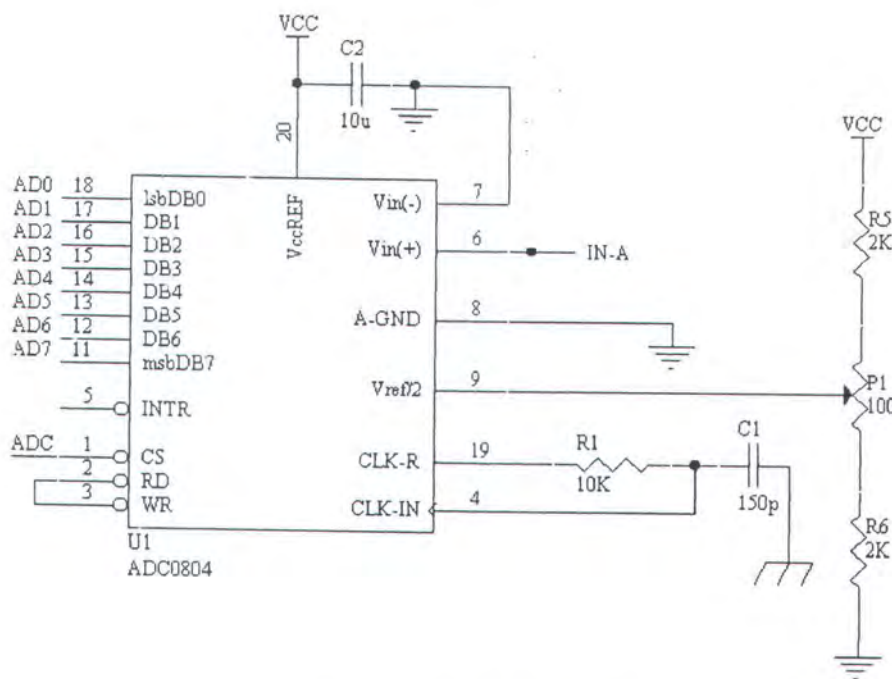 VCC
C2
10u
20
VccREF
AD0 18 lsbDB0
AD1 17 DB1
AD2 16 DB2
AD3 15 DB3
AD4 14 DB4
AD5 13 DB5
AD6 12 DB6
AD7 11 msbDB7
5 INTR
ADC 1 CS
2 RD
3 WR
Vin(-) 7
Vin(+) 6 IN-A
A-GND 8
Vref/2 9
CLK-R 19
CLK-IN 4
R1
10K
C1
150p
VCC
R5
2K
P1
100
R6
2K
U1
ADC0804